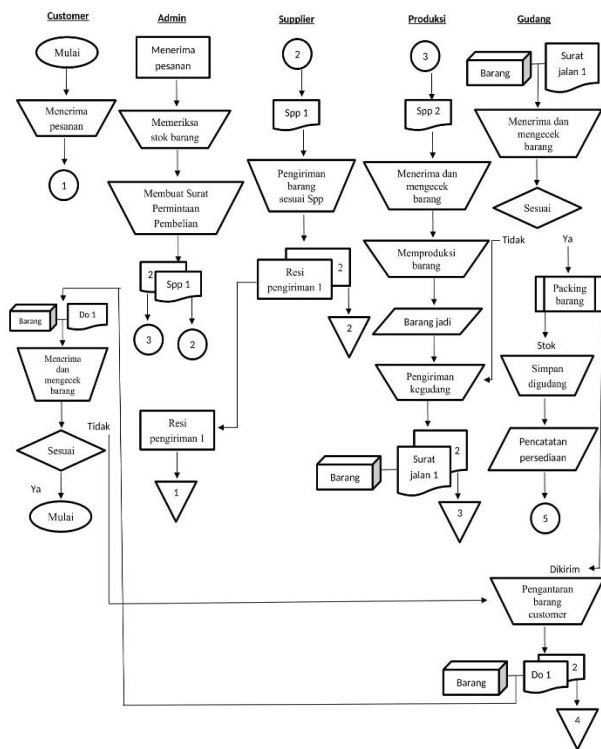 Customer
Mulai
Menerima
pesanan
1
Barang
Do 1
Menerima
dan
mengecek
barang
Tidak
Sesuai
Ya
Mulai
Admin
Menerima
pesanan
Memeriksa
stok barang
Membuat Surat
Permintaan
Pembelian
2
Spp 1
3
2
Resi
pengiriman 1
1
Supplier
2
Spp 1
Pengiriman
barang
sesuai Spp
2
Resi
pengiriman 1
2
Produksi
3
Spp 2
Menerima dan
mengecek
barang
Memproduksi
barang
Barang jadi
Pengiriman
kegudang
2
Surat
jalan 1
Barang
3
Gudang
Barang
Surat
jalan 1
Menerima dan
mengecek
barang
Sesuai
Tidak
Ya
Packing
barang
Stok
Simpan
digudang
Pencatatan
persediaan
5
Dikirim
Pengantaran
barang
customer
Barang
Do 1
2
4